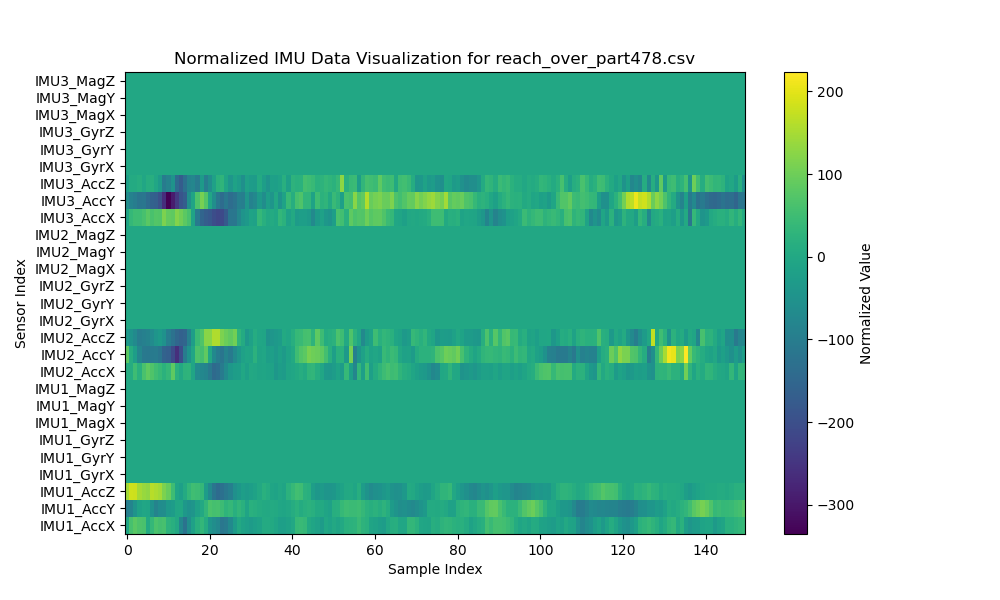 Normalized IMU Data Visualization for reach_over_part478.csv
IMU3_MagZ
IMU3_MagY
IMU3_MagX
IMU3_GyrZ
IMU3_GyrY
IMU3_GyrX
IMU3_AccZ
IMU3_AccY
IMU3_AccX
IMU2_MagZ
IMU2_MagY
IMU2_MagX
IMU2_GyrZ
IMU2_GyrY
IMU2_GyrX
IMU2_AccZ
IMU2_AccY
IMU2_AccX
IMU1_MagZ
IMU1_MagY
IMU1_MagX
IMU1_GyrZ
IMU1_GyrY
IMU1_GyrX
IMU1_AccZ
IMU1_AccY
IMU1_AccX
Sensor Index
0 20 40 60 80 100 120 140
Sample Index
200
100
0
−100
−200
−300
Normalized Value